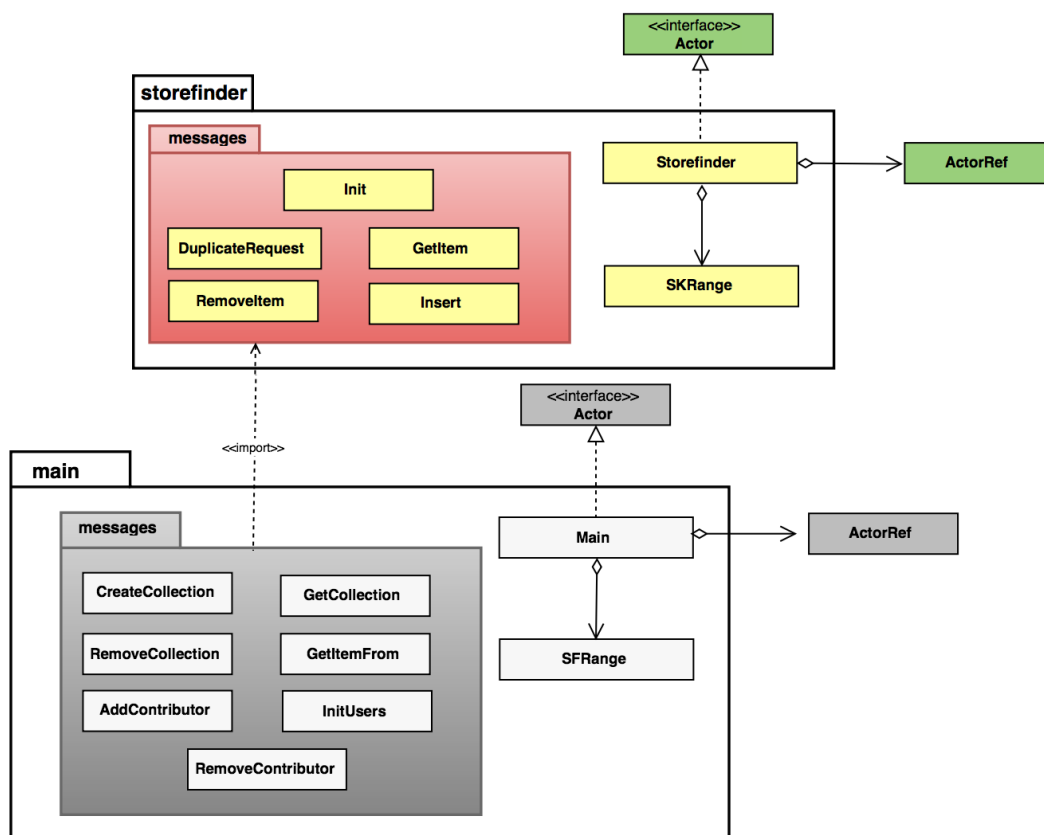 <<interface>>
Actor
storefinder
messages
Storefinder
ActorRef
Init
DuplicateRequest
GetItem
RemoveItem
Insert
SKRange
<<interface>>
Actor
<<import>>
main
messages
Main
ActorRef
CreateCollection
GetCollection
RemoveCollection
GetItemFrom
SFRange
AddContributor
InitUsers
RemoveContributor